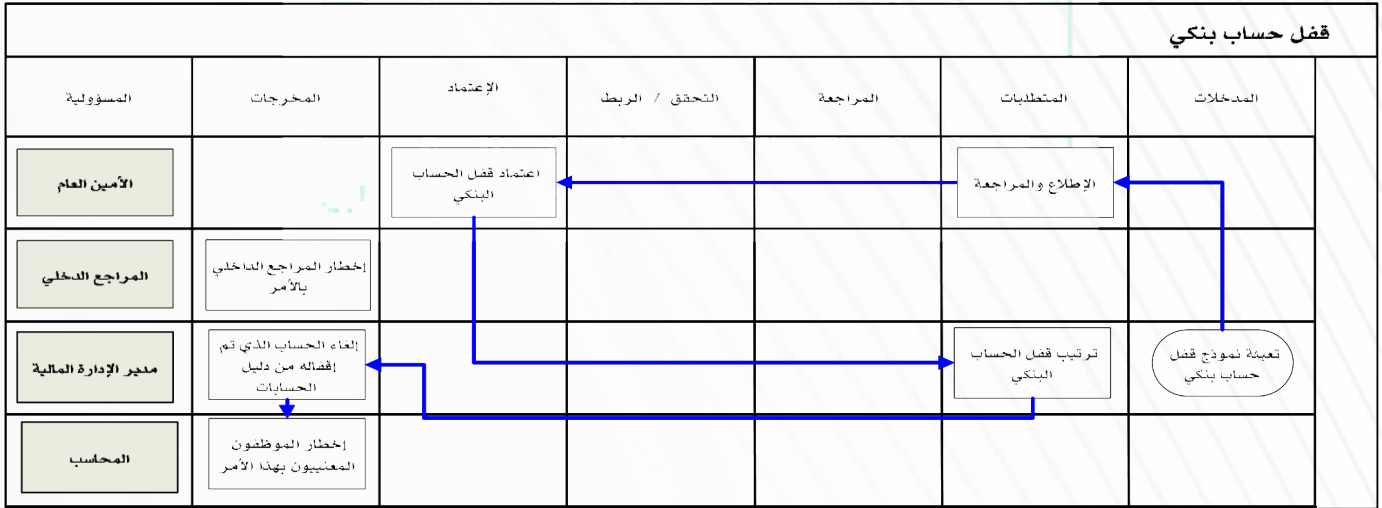 قفل حساب بنكي
المدخلات
المتطلبات
المراجعة
التحقق / الربط
الإعتماد
المخرجات
المسؤولية
الإطلاع والمراجعة
اعتماد قفل الحساب
البنكي
الأمين العام
إخطار المراجع الداخلي
بالأمر
المراجع الدخلي
تعبئة نموذج قفل
حساب بنكي
ترتيب قفل الحساب
البنكي
إلغاء الحساب الذي تم
إقفاله من دليل
الحسابات
مدير الإدارة المالية
إخطار الموظفون
المعنييون بهذا الأمر
المحاسب